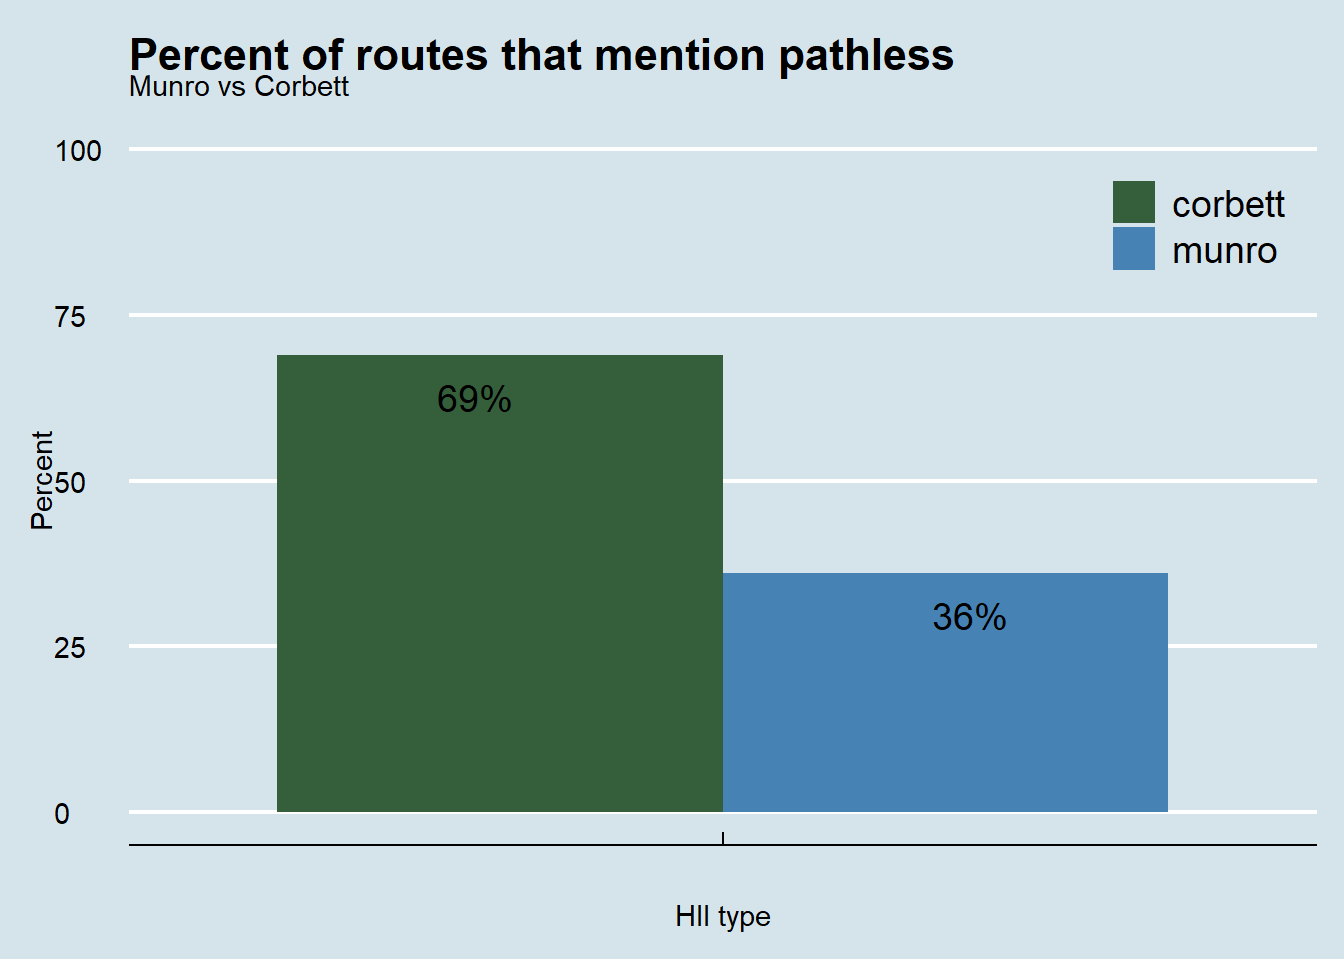 Percent of routes that mention pathless
Munro vs Corbett
100
corbett
munro
75
69%
Percent
50
36%
25
0
HII type